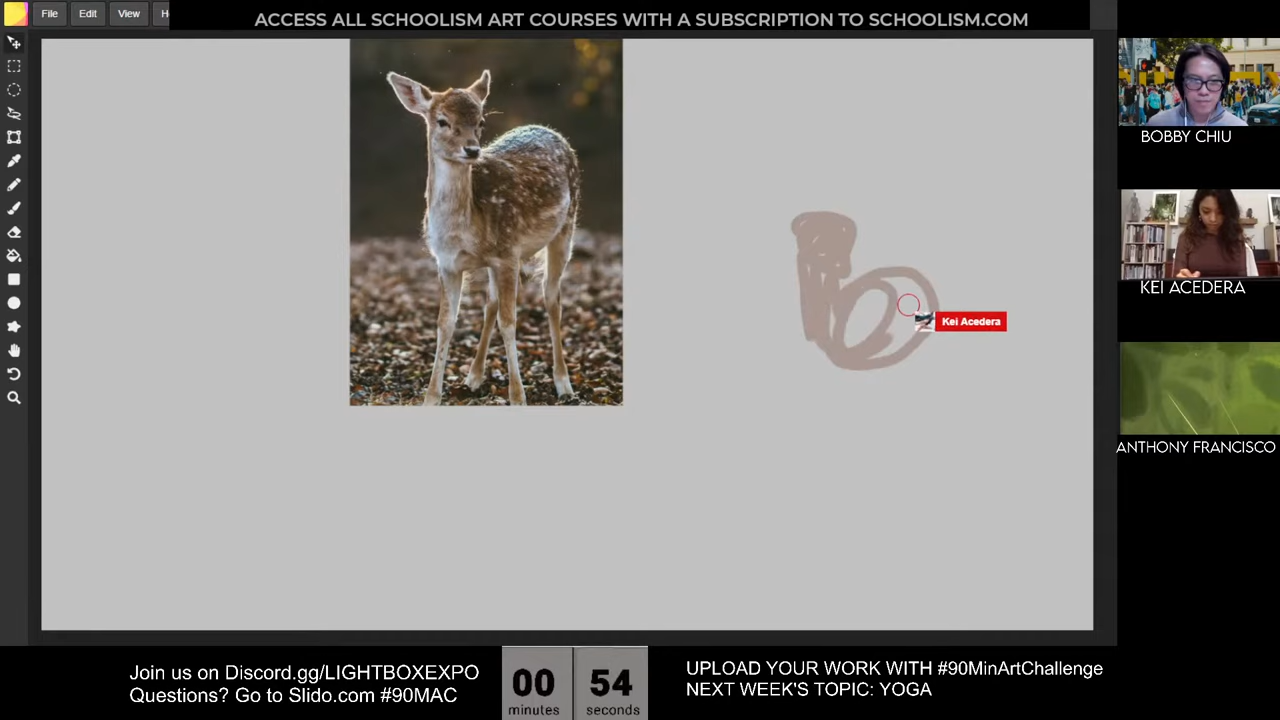 ACCESS ALL SCHOOLISM ART COURSES WITH A SUBSCRIPTION TO SCHOOLISM.COM
File Edit View
BOBBY CHIU
KEI ACEDERA
Kei Acedera
ANTHONY FRANCISCO
Join us on Discord.gg/LIGHTBOXEXPO
Questions? Go to Slido.com #90MAC
00 54
minutes seconds
UPLOAD YOUR WORK WITH #90MinArtChallenge
NEXT WEEK'S TOPIC: YOGA